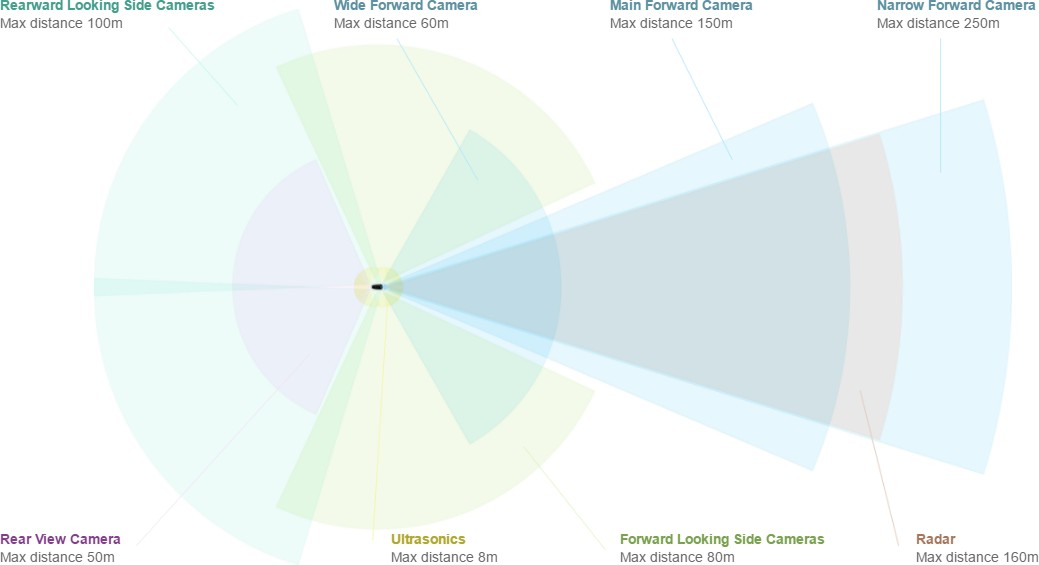 Rearward Looking Side Cameras
Max distance 100m
Wide Forward Camera
Max distance 60m
Main Forward Camera
Max distance 150m
Narrow Forward Camera
Max distance 250m
Rear View Camera
Max distance 50m
Ultrasonics
Max distance 8m
Forward Looking Side Cameras
Max distance 80m
Radar
Max distance 160m